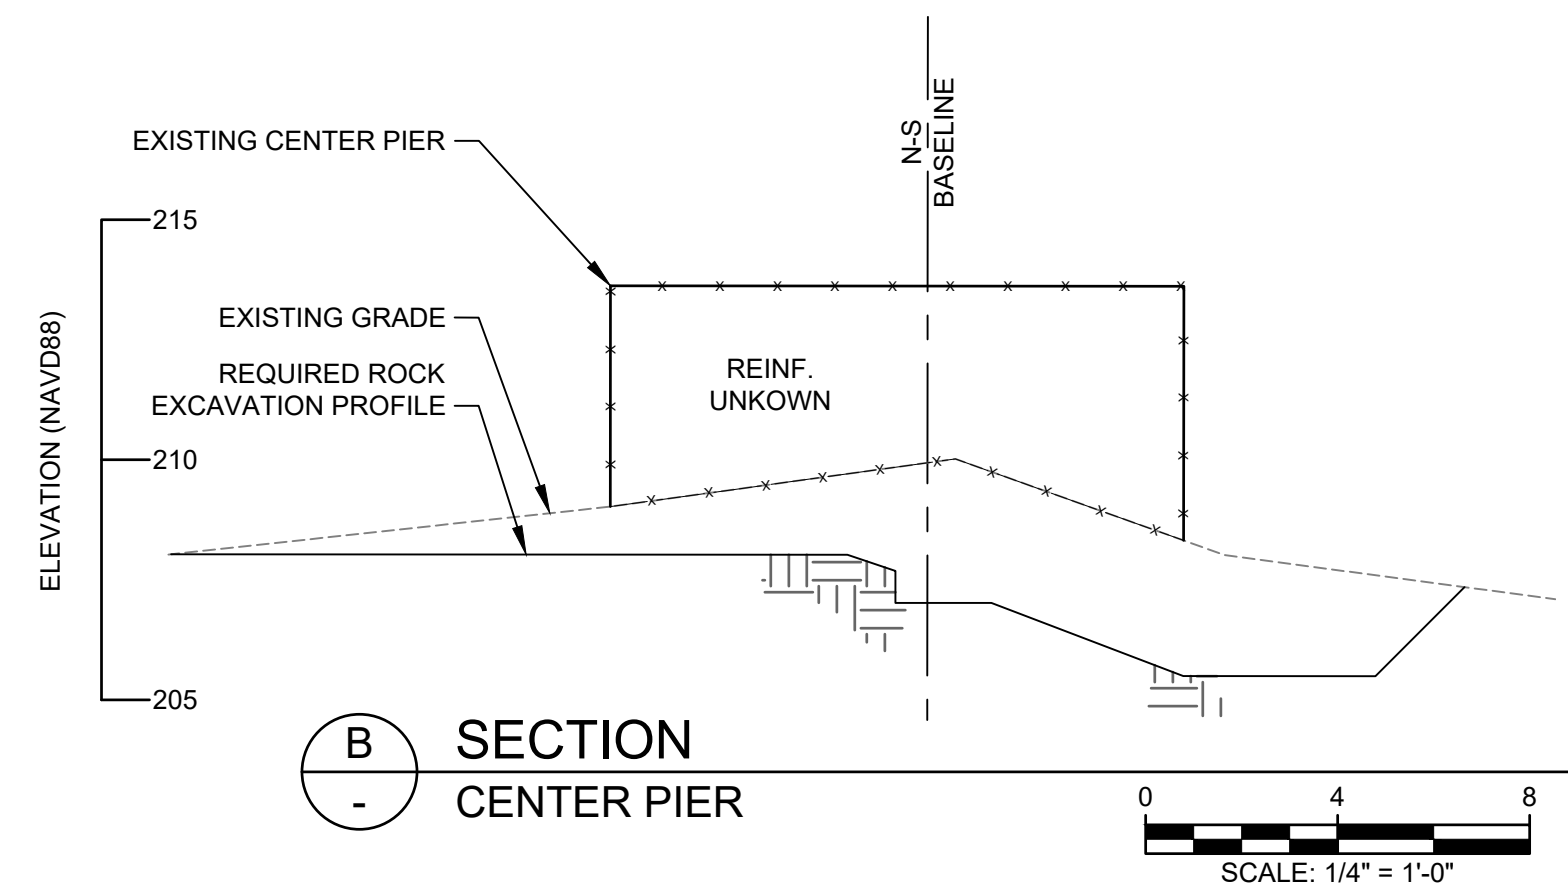 N-S
BASELINE
EXISTING CENTER PIER
215
EXISTING GRADE
REQUIRED ROCK
EXCAVATION PROFILE
REINF.
UNKOWN
ELEVATION (NAVD88)
210
205
B
-
SECTION
CENTER PIER
0 4 8
SCALE: 1/4" = 1'-0"